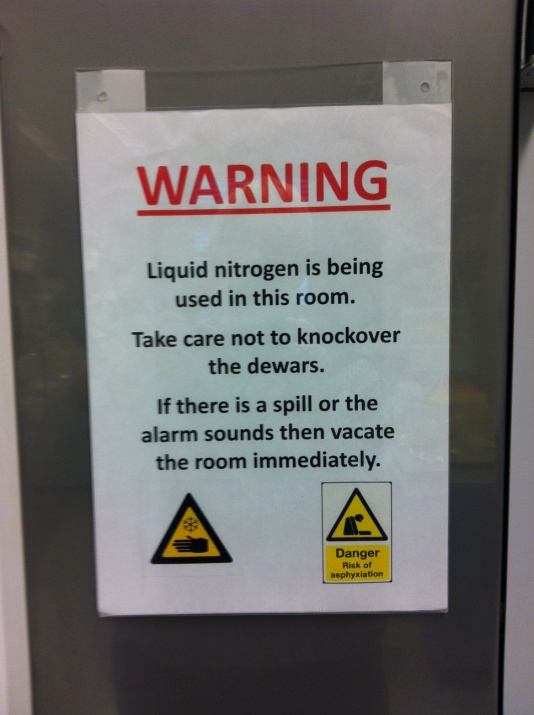 WARNING
Liquid nitrogen is being
used in this room.
Take care not to knockover
the dewars.
If there is a spill or the
alarm sounds then vacate
the room immediately.
Danger
Risk of
asphyxiation